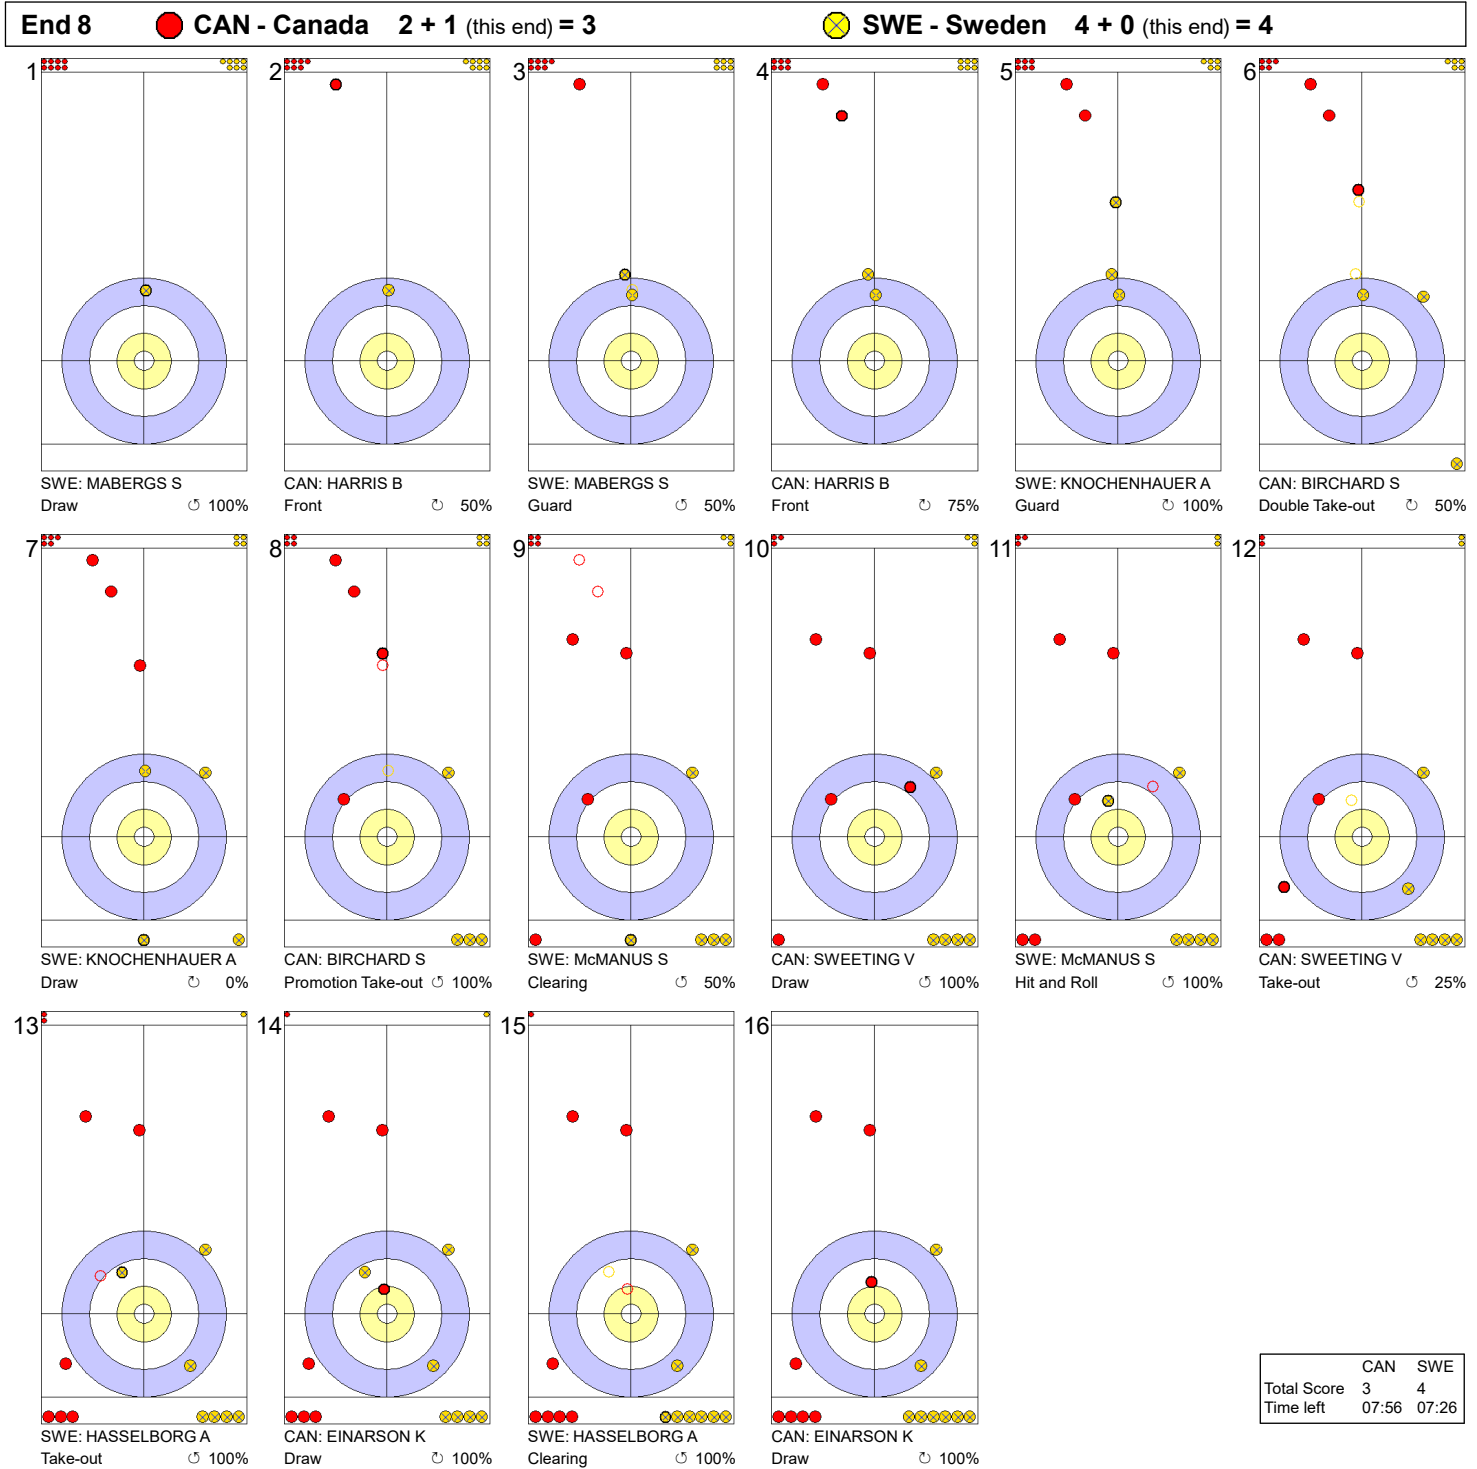 End 8 CAN - Canada 2 + 1 (this end) = 3 SWE - Sweden 4 + 0 (this end) = 4
1
SWE: MABERGS S
Draw ↺ 100%
2
CAN: HARRIS B
Front ↻ 50%
3
SWE: MABERGS S
Guard ↺ 50%
4
CAN: HARRIS B
Front ↻ 75%
5
SWE: KNOCHENHAUER A
Guard ↻ 100%
6
CAN: BIRCHARD S
Double Take-out ↻ 50%
7
SWE: KNOCHENHAUER A
Draw ↻ 0%
8
CAN: BIRCHARD S
Promotion Take-out ↻ 100%
9
SWE: McMANUS S
Clearing ↺ 50%
10
CAN: SWEETING V
Draw ↺ 100%
11
SWE: McMANUS S
Hit and Roll ↺ 100%
12
CAN: SWEETING V
Take-out ↺ 25%
13
SWE: HASSELBORG A
Take-out ↺ 100%
14
CAN: EINARSON K
Draw ↺ 100%
15
SWE: HASSELBORG A
Clearing ↺ 100%
16
CAN: EINARSON K
Draw ↺ 100%
CAN SWE
Total Score 3 4
Time left 07:56 07:26